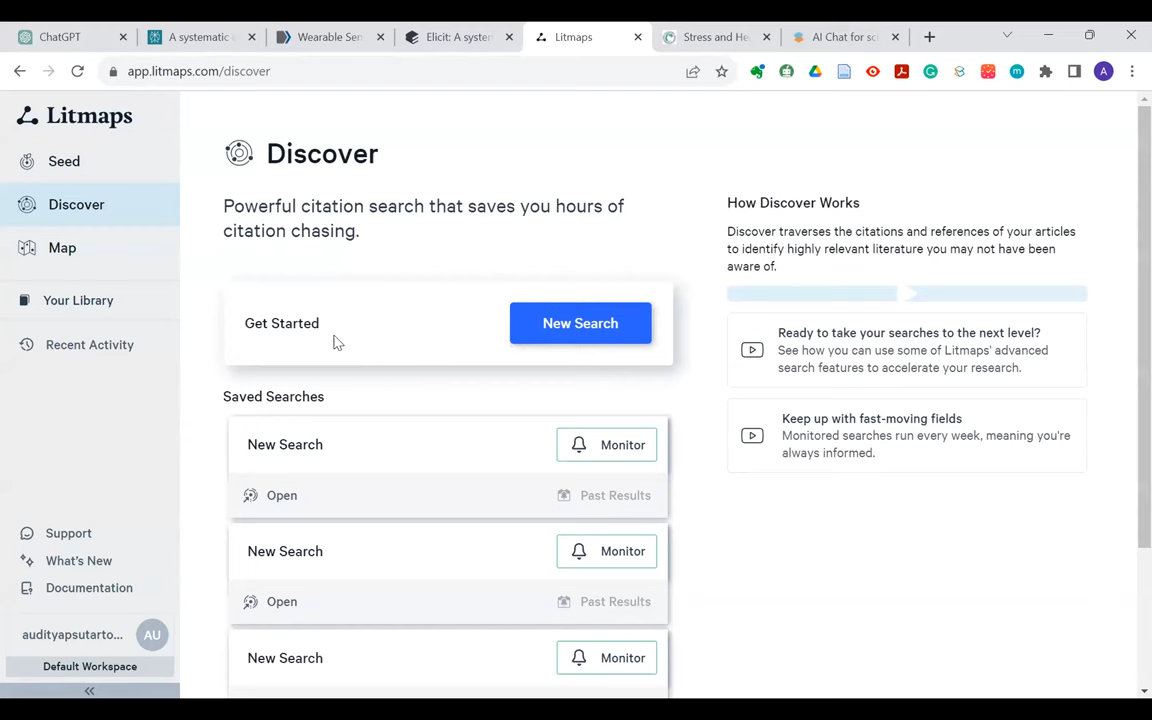 ChatGPT
A systematic
Wearable Sen
Elicit: A syster
Litmaps
Stress and He
AI Chat for sci
app.litmaps.com/discover
A
Litmaps
Seed
Discover
Map
Your Library
Recent Activity
Support
What's New
Documentation
audityapsutarto...
AU
Default Workspace
Discover
Powerful citation search that saves you hours of
citation chasing.
Get Started
New Search
Saved Searches
New Search
Monitor
Open
Past Results
New Search
Monitor
Open
Past Results
New Search
Monitor
How Discover Works
Discover traverses the citations and references of your articles
to identify highly relevant literature you may not have been
aware of.
Ready to take your searches to the next level?
See how you can use some of Litmaps' advanced
search features to accelerate your research.
Keep up with fast-moving fields
Monitored searches run every week, meaning you're
always informed.